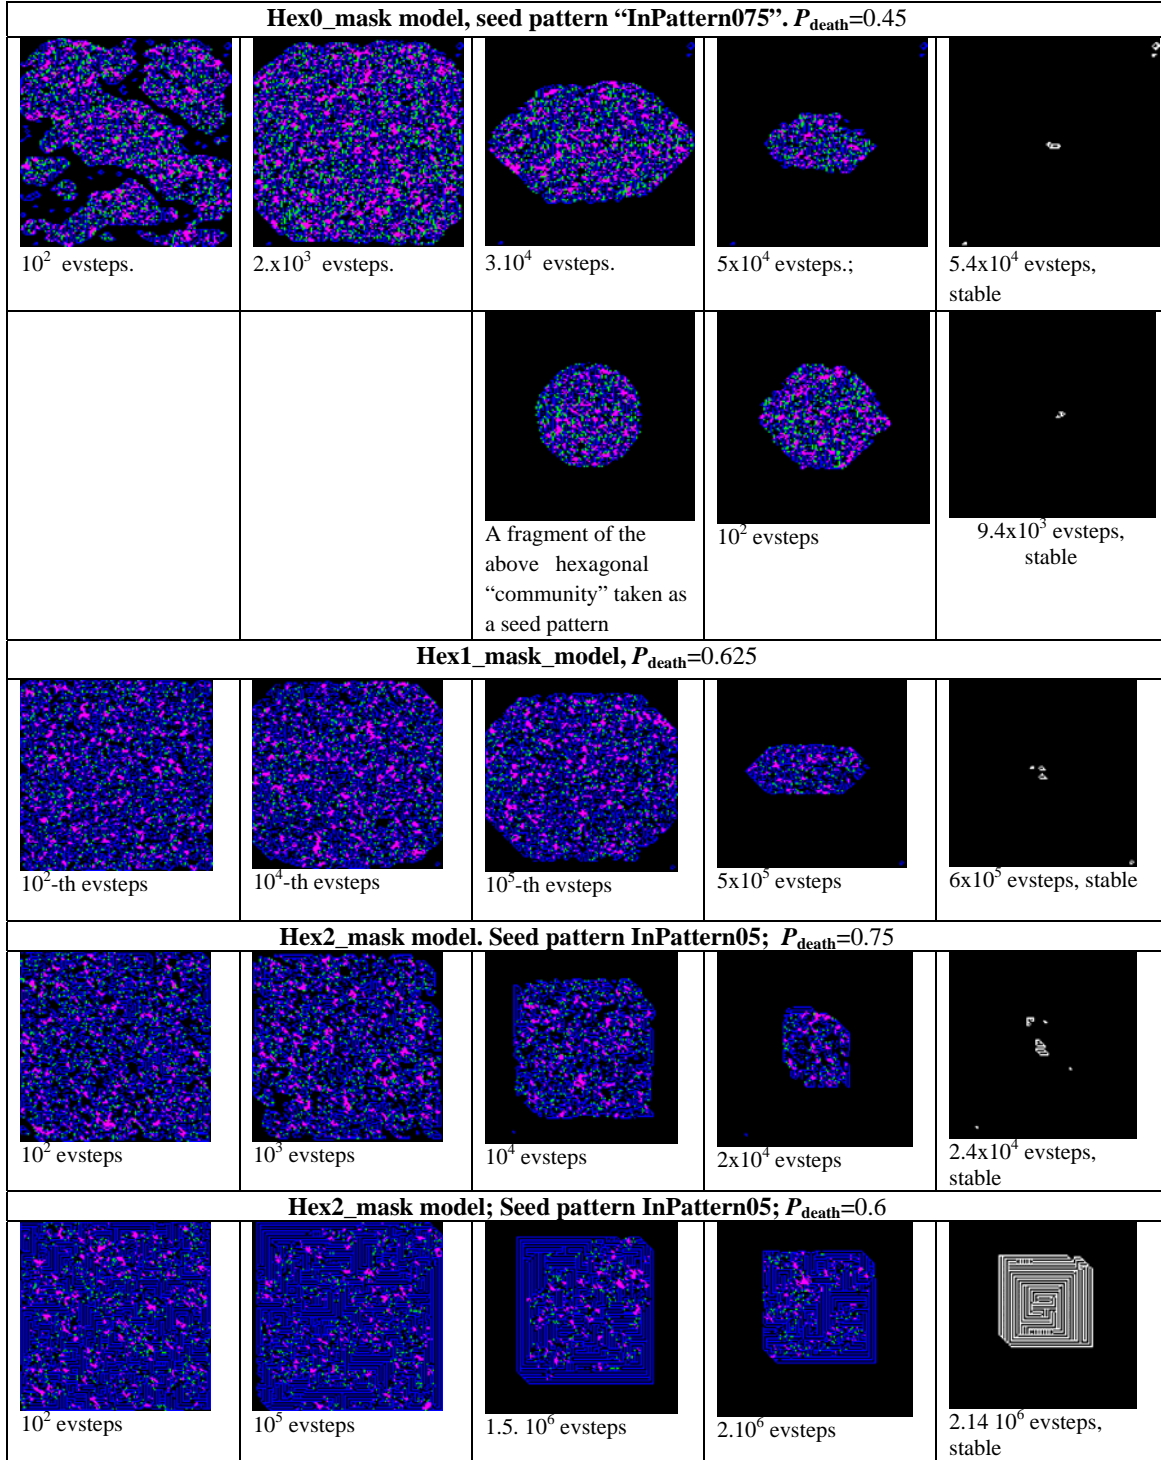 Hex0_mask model, seed pattern “InPattern075”. P_death=0.45
10² evsteps.
2.x10³ evsteps.
3.10⁴ evsteps.
5x10⁴ evsteps.;
5.4x10⁴ evsteps,
stable
A fragment of the
above hexagonal
“community” taken as
a seed pattern
10² evsteps
9.4x10³ evsteps,
stable
Hex1_mask_model, P_death=0.625
10²-th evsteps
10⁴-th evsteps
10⁵-th evsteps
5x10⁵ evsteps
6x10⁵ evsteps, stable
Hex2_mask model. Seed pattern InPattern05; P_death=0.75
10² evsteps
10³ evsteps
10⁴ evsteps
2x10⁴ evsteps
2.4x10⁴ evsteps,
stable
Hex2_mask model; Seed pattern InPattern05; P_death=0.6
10² evsteps
10⁵ evsteps
1.5. 10⁶ evsteps
2.10⁶ evsteps
2.14 10⁶ evsteps,
stable